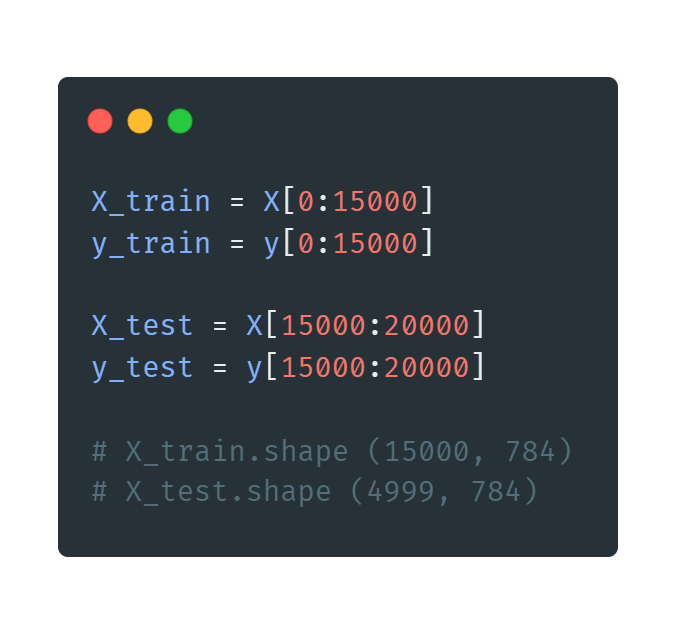 X_train = X[0:15000]
y_train = y[0:15000]
X_test = X[15000:20000]
y_test = y[15000:20000]
# X_train.shape (15000, 784)
# X_test.shape (4999, 784)